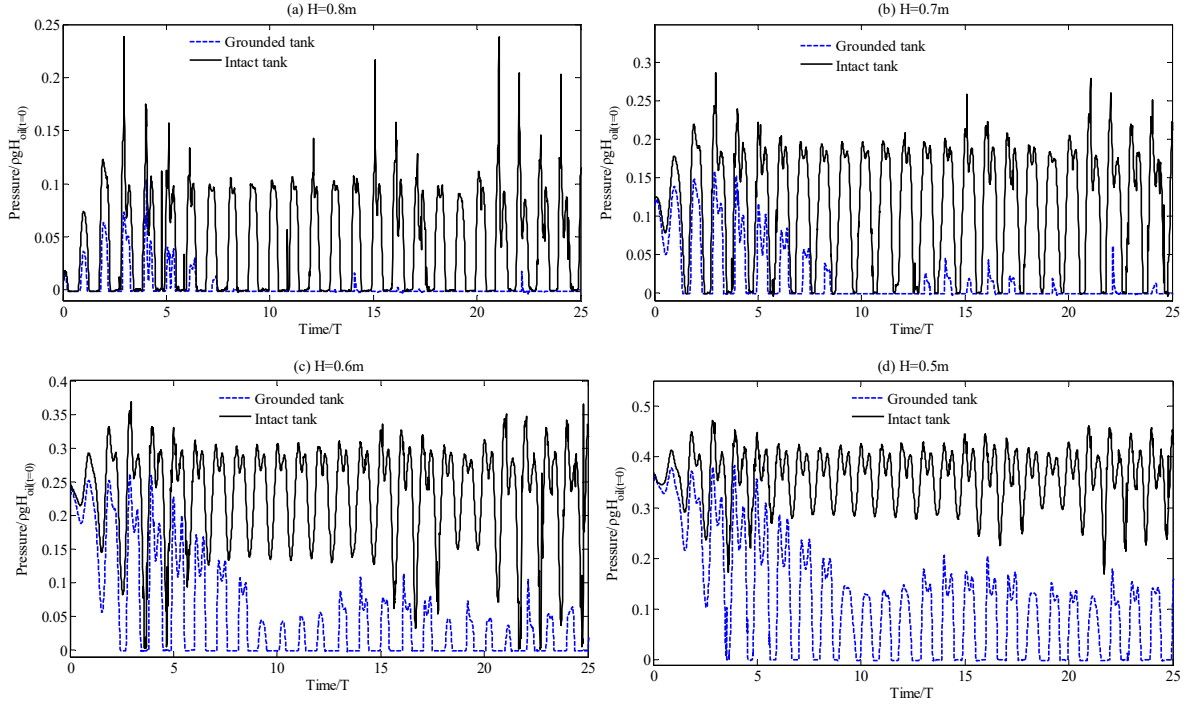 (a) H=0.8m
0.25
0.2
0.15
0.1
0.05
0
Pressure/ρgHoil(t=0)
Grounded tank
Intact tank
0 5 10 15 20 25
Time/T
(b) H=0.7m
0.3
0.25
0.2
0.15
0.1
0.05
0
Pressure/ρgHoil(t=0)
Grounded tank
Intact tank
0 5 10 15 20 25
Time/T
(c) H=0.6m
0.4
0.35
0.3
0.25
0.2
0.15
0.1
0.05
0
Pressure/ρgHoil(t=0)
Grounded tank
Intact tank
0 5 10 15 20 25
Time/T
(d) H=0.5m
0.5
0.4
0.3
0.2
0.1
0
Pressure/ρgHoil(t=0)
Grounded tank
Intact tank
0 5 10 15 20 25
Time/T